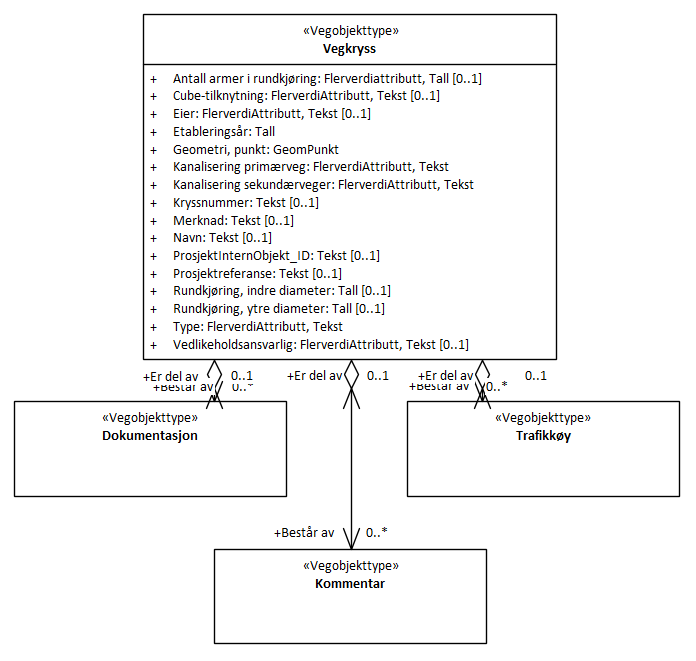 «Vegobjekttype»
Vegkryss
+ Antall armer i rundkjøring: Flerverdiattributt, Tall [0..1]
+ Cube-tilknytning: FlerverdiAttributt, Tekst [0..1]
+ Eier: FlerverdiAttributt, Tekst [0..1]
+ Etableringsår: Tall
+ Geometri, punkt: GeomPunkt
+ Kanalisering primærveg: FlerverdiAttributt, Tekst
+ Kanalisering sekundærveger: FlerverdiAttributt, Tekst
+ Kryssnummer: Tekst [0..1]
+ Merknad: Tekst [0..1]
+ Navn: Tekst [0..1]
+ ProsjektInternObjekt_ID: Tekst [0..1]
+ Prosjektreferanse: Tekst [0..1]
+ Rundkjøring, indre diameter: Tall [0..1]
+ Rundkjøring, ytre diameter: Tall [0..1]
+ Type: FlerverdiAttributt, Tekst
+ Vedlikeholdsansvarlig: FlerverdiAttributt, Tekst [0..1]
+Er del av 0..1 +Er del av 0..1 +Er del av 0..1
+Består av 0..* +Består av 0..*
«Vegobjekttype» «Vegobjekttype»
Dokumentasjon Trafikkøy
+Består av 0..*
«Vegobjekttype»
Kommentar